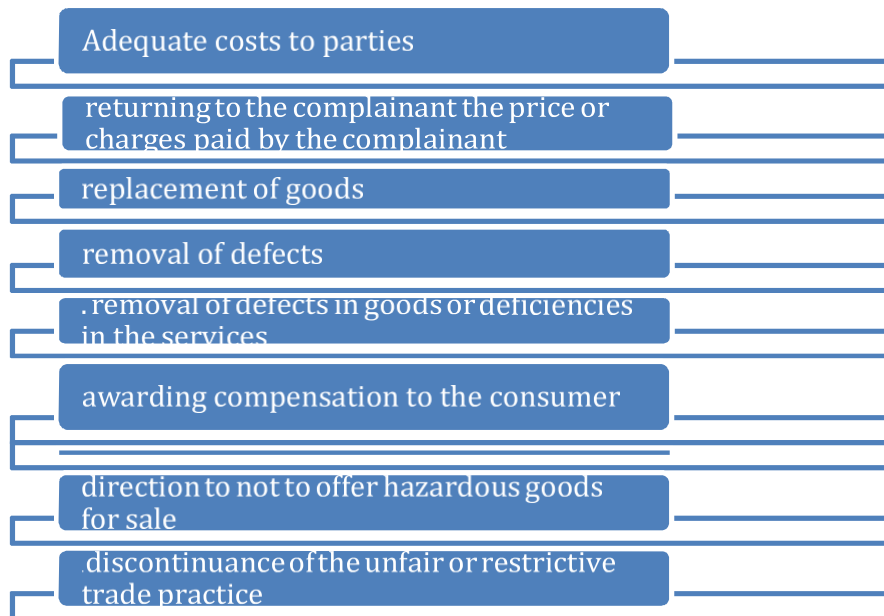 Adequate costs to parties
returning to the complainant the price or
charges paid by the complainant
replacement of goods
removal of defects
. removal of defects in goods or deficiencies
in the services
awarding compensation to the consumer
direction to not to offer hazardous goods
for sale
.discontinuance of the unfair or restrictive
trade practice